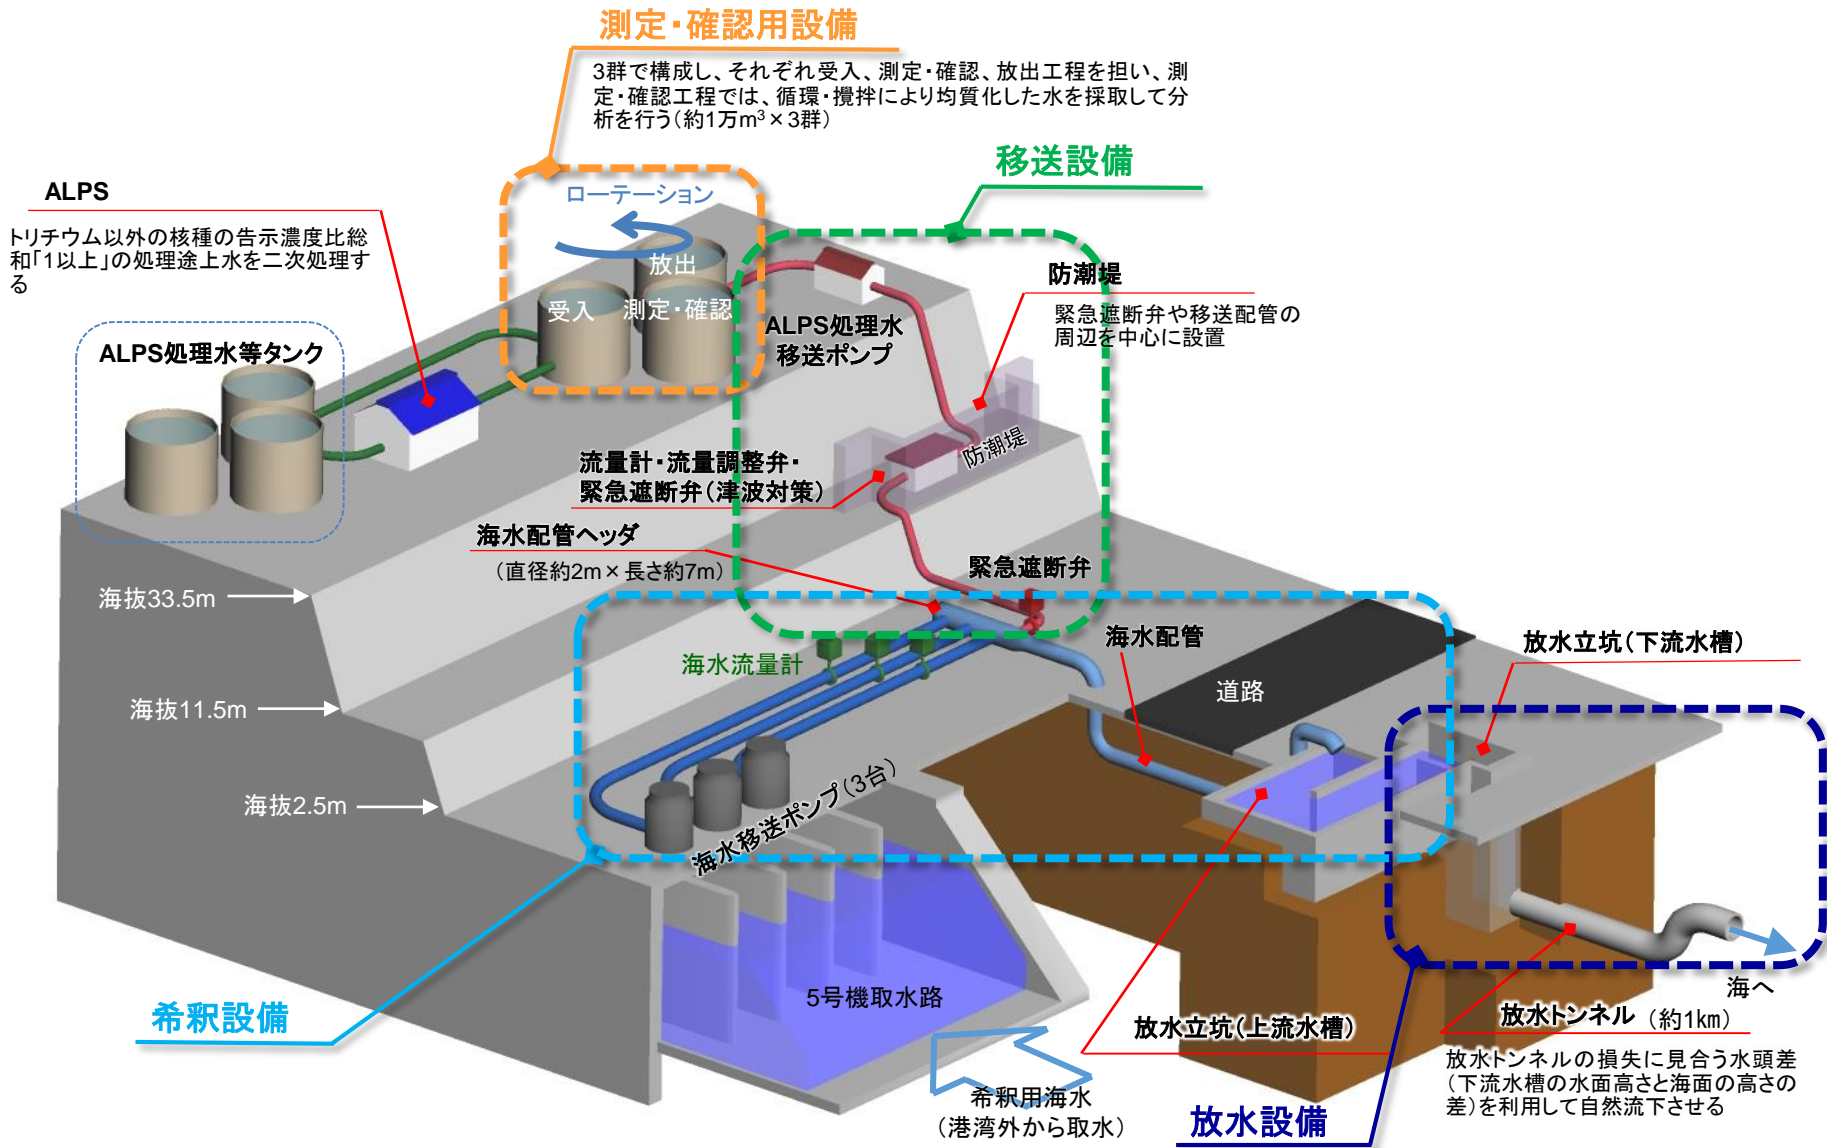 測定・確認用設備
3群で構成し、それぞれ受入、測定・確認、放出工程を担い、測
定・確認工程では、循環・攪拌により均質化した水を採取して分
析を行う(約1万m³×3群)
移送設備
ALPS
トリチウム以外の核種の告示濃度比総
和「1以上」の処理途上水を二次処理す
る
ローテーション
放出
受入
測定・確認
ALPS処理水
移送ポンプ
防潮堤
緊急遮断弁や移送配管の
周辺を中心に設置
ALPS処理水等タンク
防潮堤
流量計・流量調整弁・
緊急遮断弁(津波対策)
海水配管ヘッダ
(直径約2m×長さ約7m)
緊急遮断弁
海抜33.5m
海水配管
放水立坑(下流水槽)
海水流量計
道路
海抜11.5m
海抜2.5m
海水移送ポンプ(3台)
5号機取水路
海へ
希釈設備
放水立坑(上流水槽)
放水トンネル(約1km)
放水トンネルの損失に見合う水頭差
(下流水槽の水面高さと海面の高さの
差)を利用して自然流下させる
希釈用海水
(港湾外から取水)
放水設備